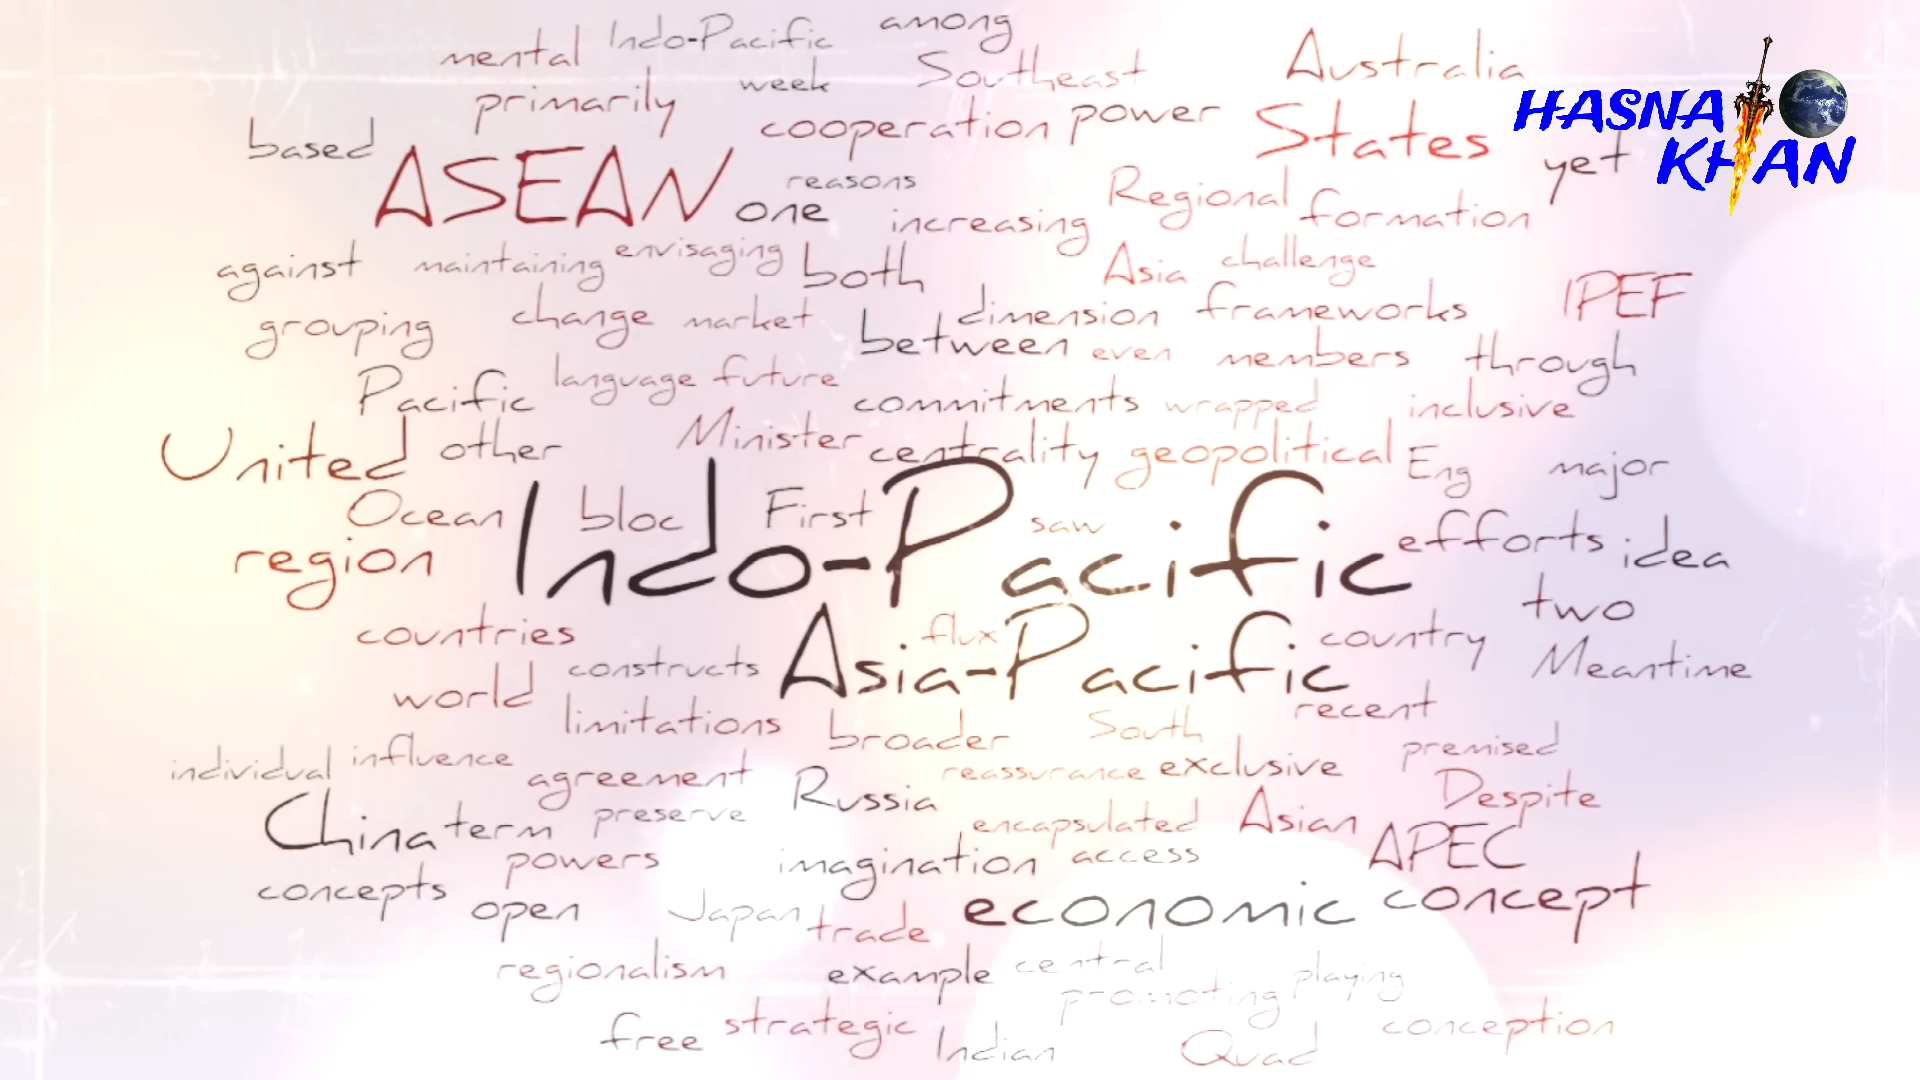 mental Indo-Pacific among
primarily week Southeast Australia
based cooperation power States HASNA
KHAN
ASEAN reasons Regional yet
one increasing formation
against maintaining envisaging both Asia challenge
grouping change market dimension frameworks IPEF
between even members through
Pacific language future commitments wrapped inclusive
United other Minister centrality geopolitical Eng major
Ocean bloc First saw
region Indo-Pacific efforts idea
countries flux country two
world constructs Asia-Pacific Meantime
limitations broader South recent
individual influence agreement reassurance exclusive premised
China term preserve Russia encapsulated Asian Despite
powers imagination access APEC
concepts open Japan trade economic concept
regionalism example central playing
promoting
free strategic Indian Quad conception